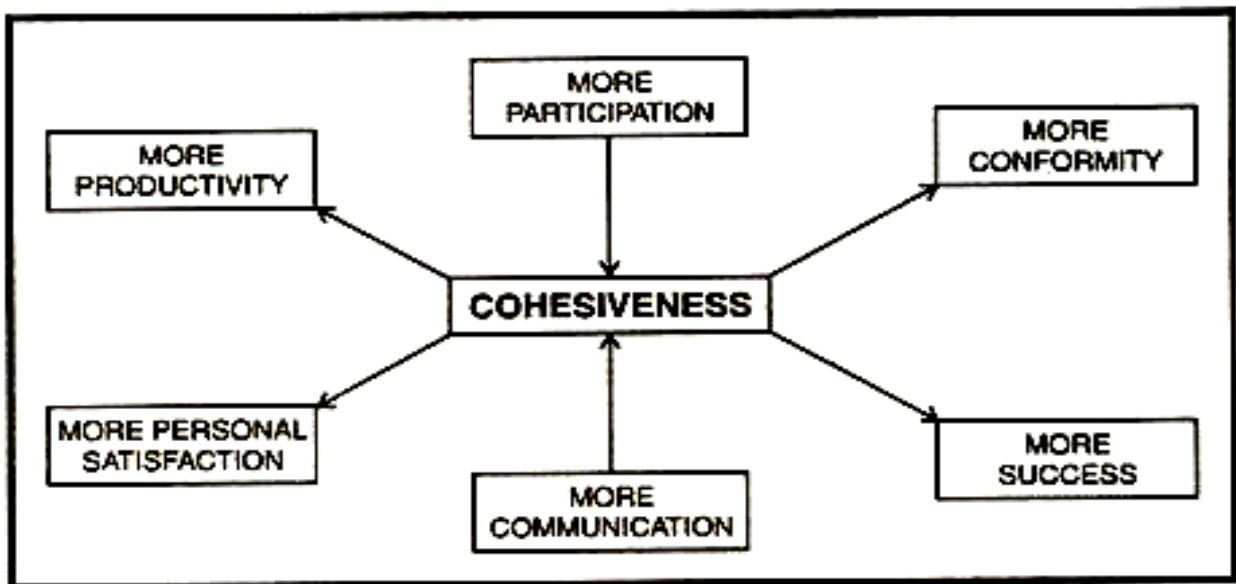 MORE
PARTICIPATION
MORE
PRODUCTIVITY
MORE
CONFORMITY
COHESIVENESS
MORE PERSONAL
SATISFACTION
MORE
SUCCESS
MORE
COMMUNICATION